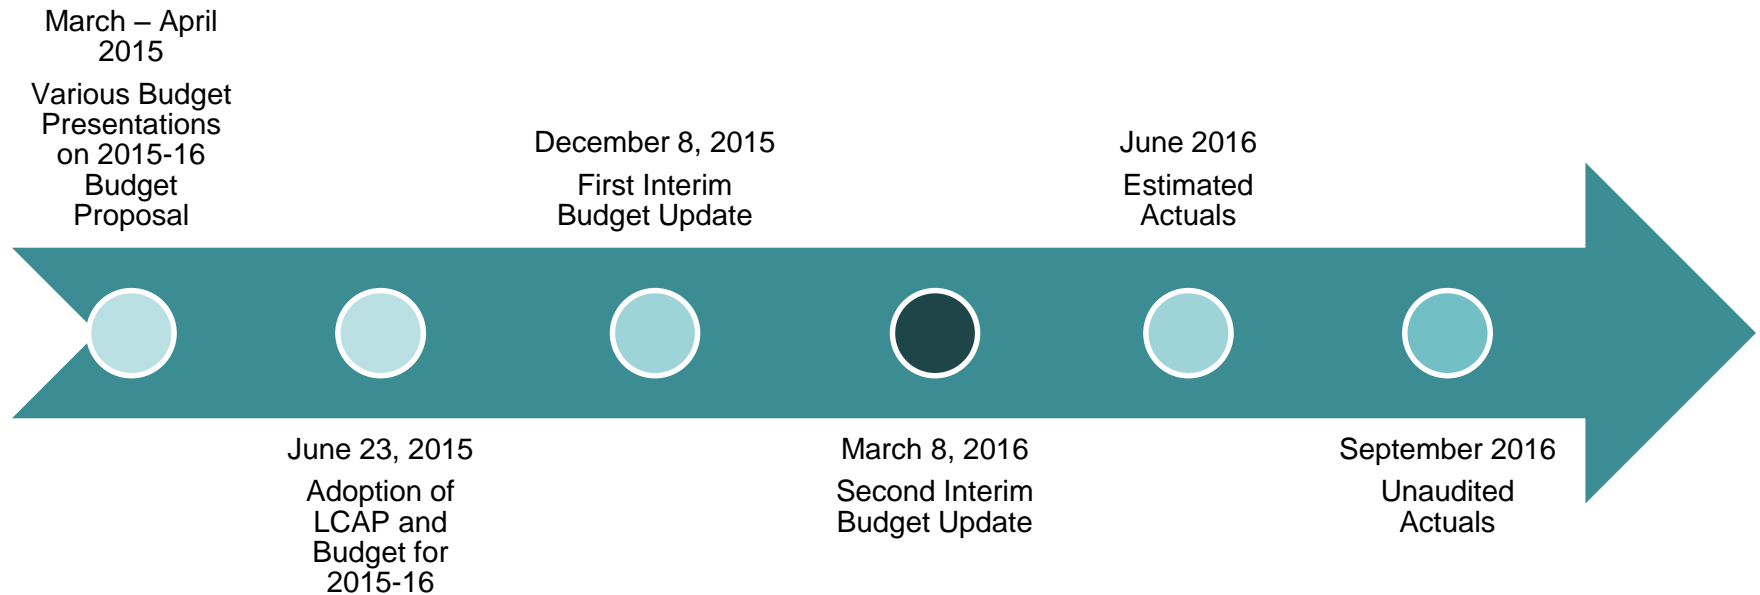 March – April
2015
Various Budget
Presentations
on 2015-16
Budget
Proposal
June 23, 2015
Adoption of
LCAP and
Budget for
2015-16
December 8, 2015
First Interim
Budget Update
March 8, 2016
Second Interim
Budget Update
June 2016
Estimated
Actuals
September 2016
Unaudited
Actuals